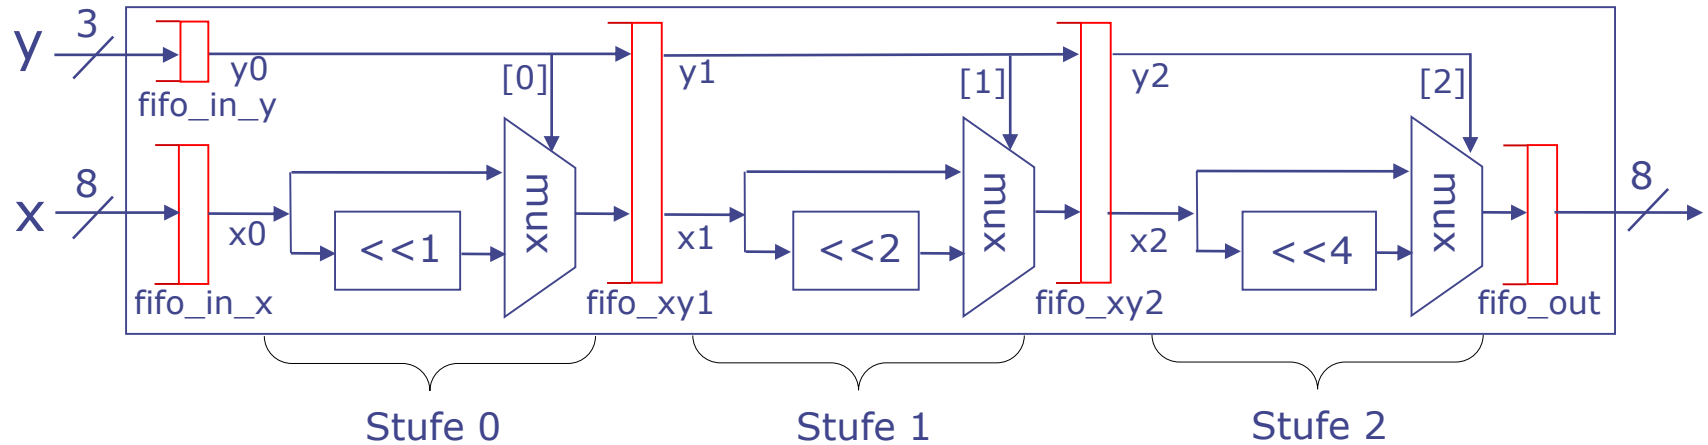 y
3
y0
[0]
y1
[1]
y2
[2]
fifo_in_y
x
8
x0
<<1
mux
x1
<<2
mux
x2
<<4
mux
8
fifo_in_x
fifo_xy1
fifo_xy2
fifo_out
Stufe 0
Stufe 1
Stufe 2